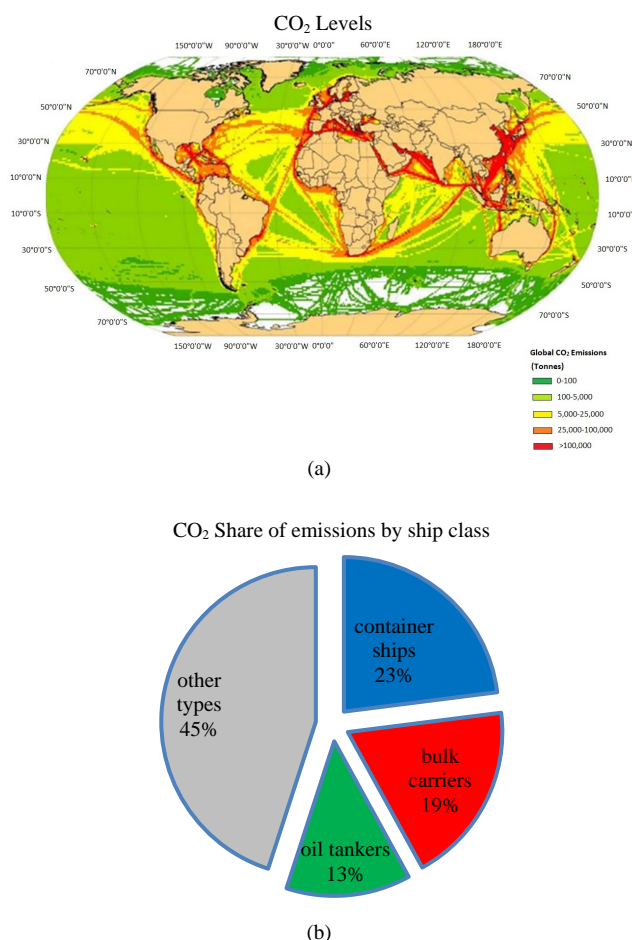 CO₂ Levels
150°0'0"W 90°0'0"W 30°0'0"W 0°0'0" 60°0'0"E 120°0'0"E 180°0'0"E
70°0'0"N 70°0'0"N
50°0'0"N 50°0'0"N
30°0'0"N 30°0'0"N
10°0'0"N 10°0'0"N
10°0'0"S 10°0'0"S
30°0'0"S 30°0'0"S
50°0'0"S 50°0'0"S
70°0'0"S 70°0'0"S
150°0'0"W 90°0'0"W 30°0'0"W 0°0'0" 60°0'0"E 120°0'0"E 180°0'0"E
Global CO₂ Emissions
(Tonnes)
0-100
100-5,000
5,000-25,000
25,000-100,000
>100,000
(a)
CO₂ Share of emissions by ship class
container
ships
23%
other
types
45%
bulk
carriers
19%
oil tankers
13%
(b)